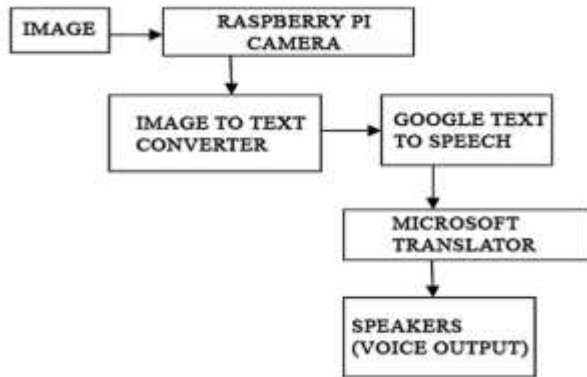 IMAGE
RASPBERRY PI
CAMERA
IMAGE TO TEXT
CONVERTER
GOOGLE TEXT
TO SPEECH
MICROSOFT
TRANSLATOR
SPEAKERS
(VOICE OUTPUT)